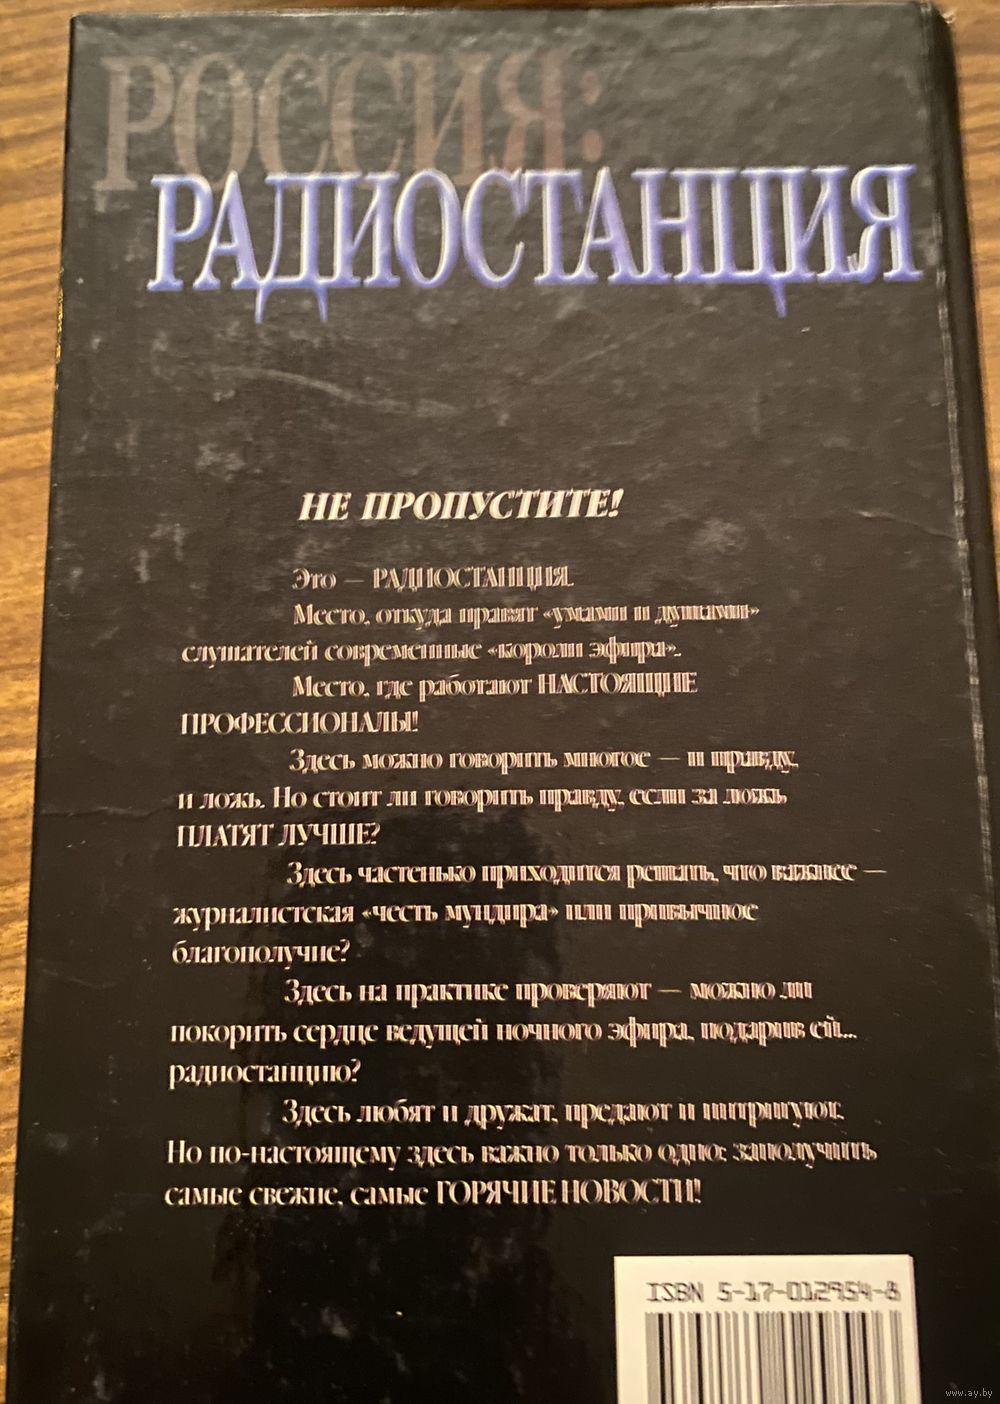 РОССИЯ:
РАДИОСТАНЦИЯ
НЕ ПРОПУСТИТЕ!
Это — РАДИОСТАНЦИЯ.
Место, откуда правят «умами и душами»
слушателей современные «короли эфира».
Место, где работают НАСТОЯЩИЕ
ПРОФЕССИОНАЛЫ!
Здесь можно говорить многое — и правду,
и ложь. Но стоит ли говорить правду, если за ложь
ПЛАТЯТ ЛУЧШЕ?
Здесь частенько приходится решать, что важнее —
журналистская «честь мундира» или привычное
благополучие?
Здесь на практике проверяют — можно ли
покорить сердце ведущей ночного эфира, подарив ей...
радиостанцию?
Здесь любят и дружат, предают и интригуют.
Но по-настоящему здесь важно только одно: заполучить
самые свежие, самые ГОРЯЧИЕ НОВОСТИ!
ISBN 5-17-012954-8
www.ay.by